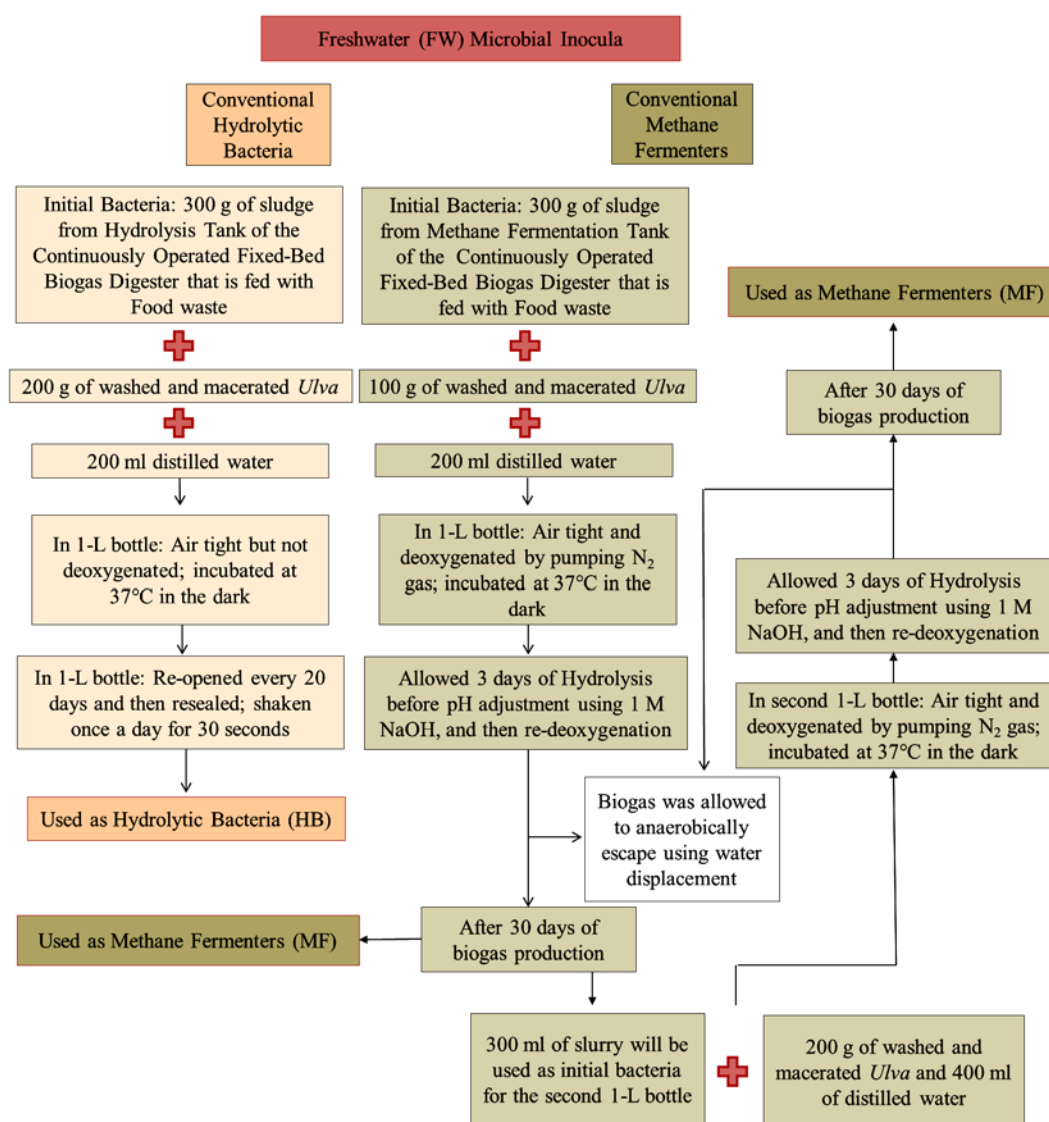 Freshwater (FW) Microbial Inocula
Conventional
Hydrolytic
Bacteria
Conventional
Methane
Fermenters
Initial Bacteria: 300 g of sludge
from Hydrolysis Tank of the
Continuously Operated Fixed-Bed
Biogas Digester that is fed with
Food waste
200 g of washed and macerated Ulva
200 ml distilled water
In 1-L bottle: Air tight but not
deoxygenated; incubated at
37°C in the dark
In 1-L bottle: Re-opened every 20
days and then resealed; shaken
once a day for 30 seconds
Used as Hydrolytic Bacteria (HB)
Initial Bacteria: 300 g of sludge
from Methane Fermentation Tank
of the Continuously Operated
Fixed-Bed Biogas Digester that is
fed with Food waste
100 g of washed and macerated Ulva
200 ml distilled water
In 1-L bottle: Air tight and
deoxygenated by pumping N₂
gas; incubated at 37°C in the
dark
Allowed 3 days of Hydrolysis
before pH adjustment using 1 M
NaOH, and then re-deoxygenation
Biogas was allowed
to anaerobically
escape using water
displacement
After 30 days of
biogas production
Used as Methane Fermenters (MF)
300 ml of slurry will be
used as initial bacteria
for the second 1-L bottle
200 g of washed and
macerated Ulva and 400 ml
of distilled water
In second 1-L bottle: Air tight and
deoxygenated by pumping N₂ gas;
incubated at 37°C in the dark
Allowed 3 days of Hydrolysis
before pH adjustment using 1 M
NaOH, and then re-deoxygenation
After 30 days of
biogas production
Used as Methane Fermenters (MF)